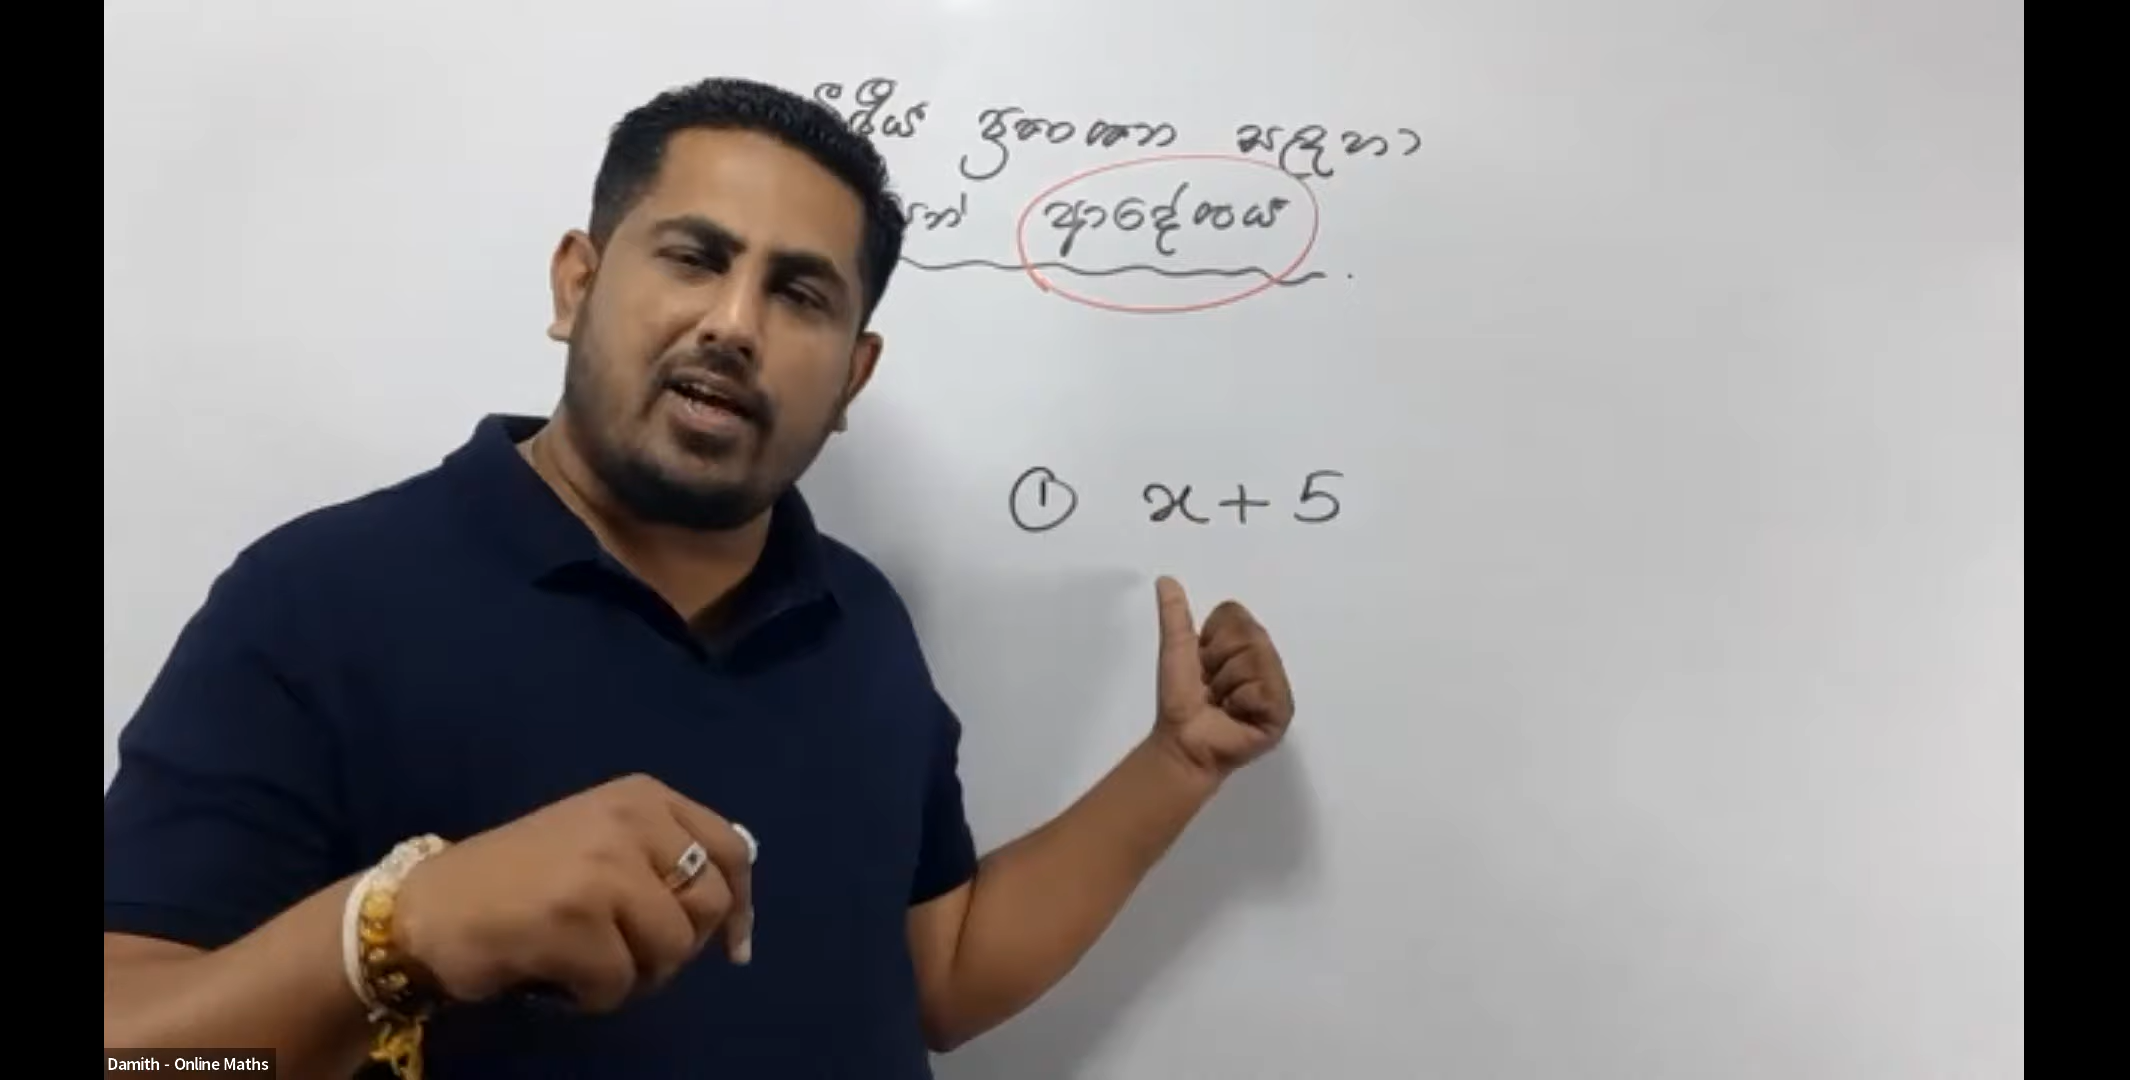 වීජීය ප්‍රකාශන සඳහා
ආදේශය
① x + 5
Damith - Online Maths